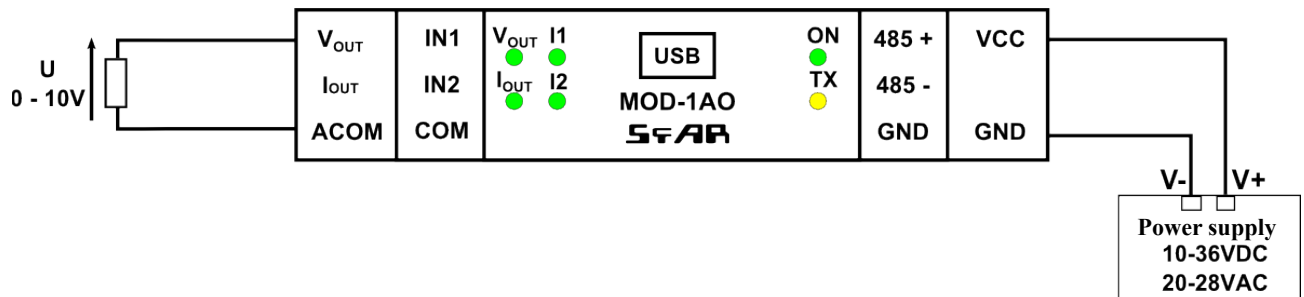 U
0 - 10V
VOUT
IOUT
ACOM
IN1
IN2
COM
VOUT I1
IOUT I2
USB
MOD-1AO
SFAR
ON
TX
485 +
485 -
GND
VCC
GND
V- V+
Power supply
10-36VDC
20-28VAC